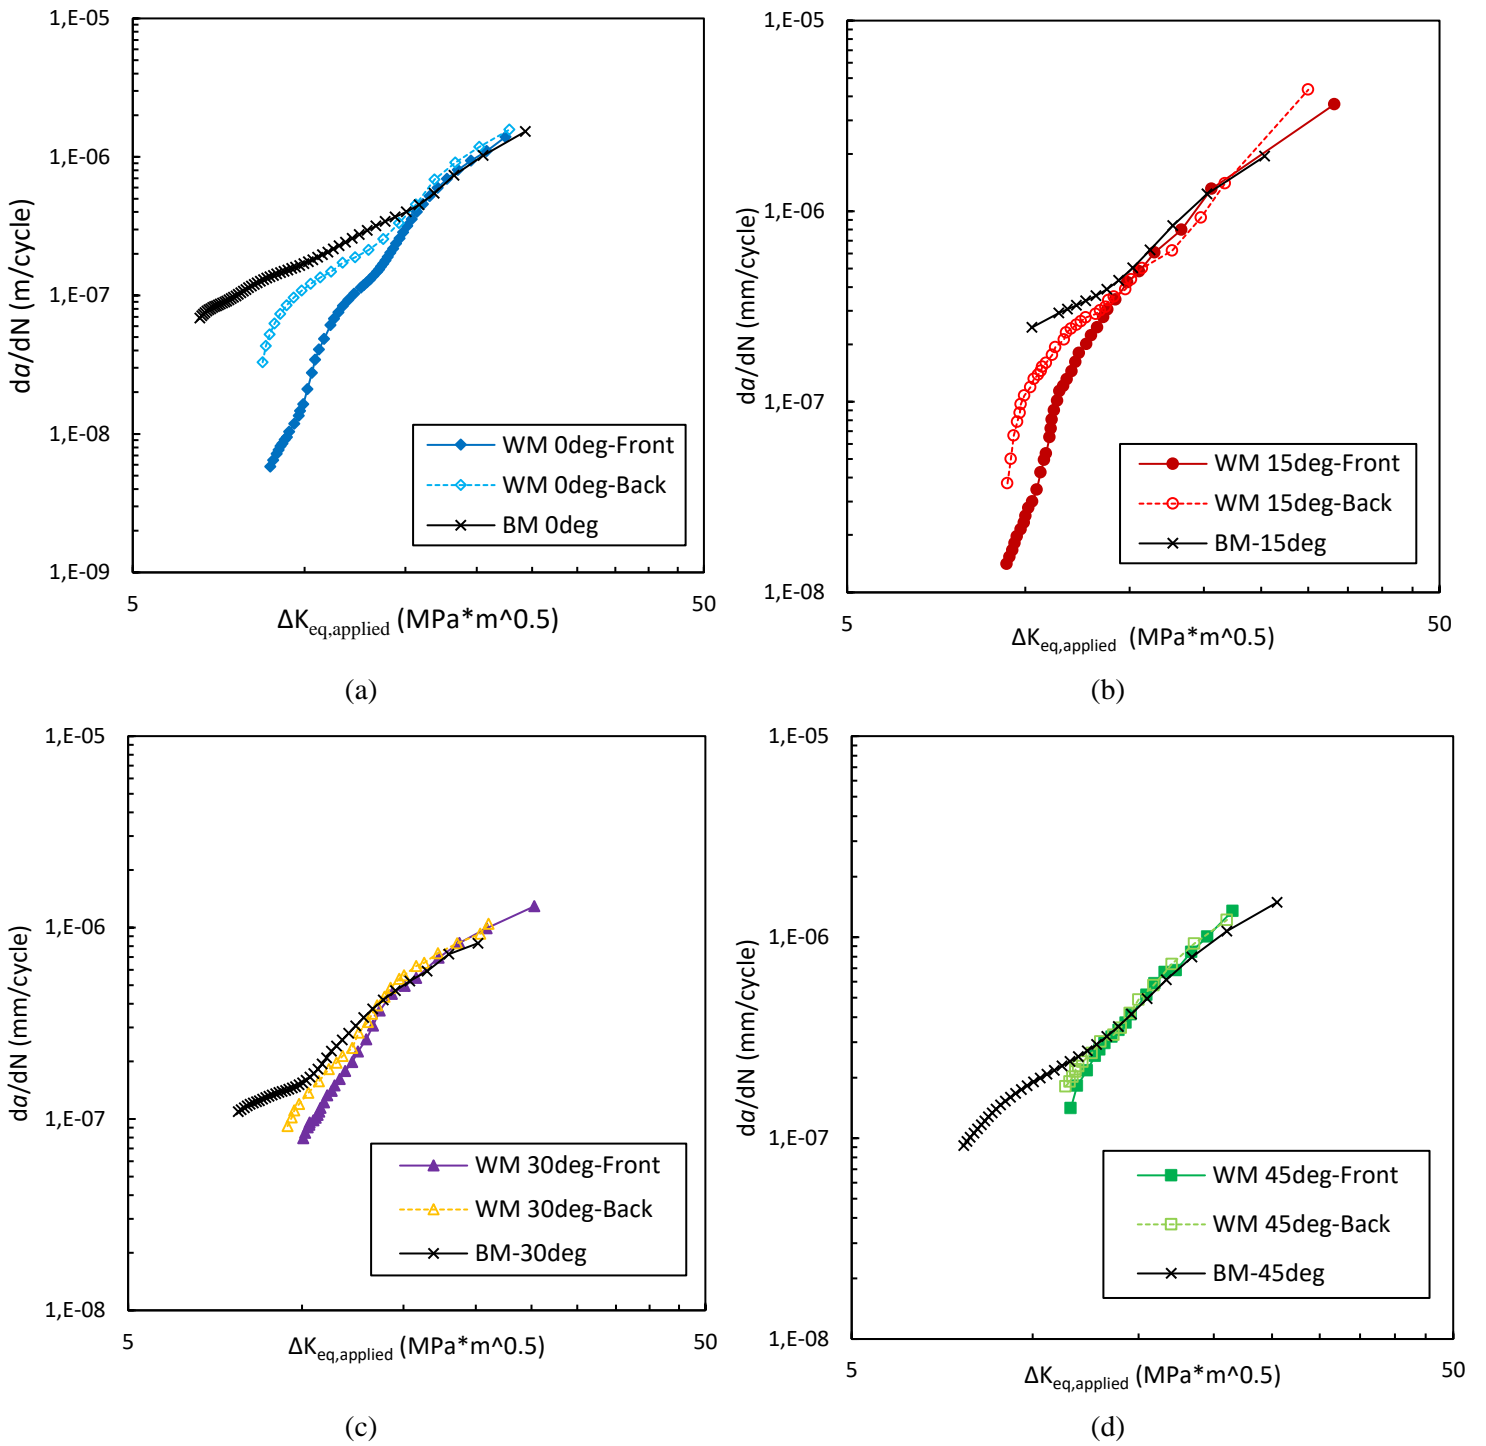 1,E-05
1,E-06
1,E-07
1,E-08
1,E-09
da/dN (m/cycle)
WM 0deg-Front
WM 0deg-Back
BM 0deg
5
50
ΔKeq,applied (MPa*m^0.5)
(a)
1,E-05
1,E-06
1,E-07
1,E-08
da/dN (mm/cycle)
WM 15deg-Front
WM 15deg-Back
BM-15deg
5
50
ΔKeq,applied (MPa*m^0.5)
(b)
1,E-05
1,E-06
1,E-07
1,E-08
da/dN (mm/cycle)
WM 30deg-Front
WM 30deg-Back
BM-30deg
5
50
ΔKeq,applied (MPa*m^0.5)
(c)
1,E-05
1,E-06
1,E-07
1,E-08
da/dN (mm/cycle)
WM 45deg-Front
WM 45deg-Back
BM-45deg
5
50
ΔKeq,applied (MPa*m^0.5)
(d)